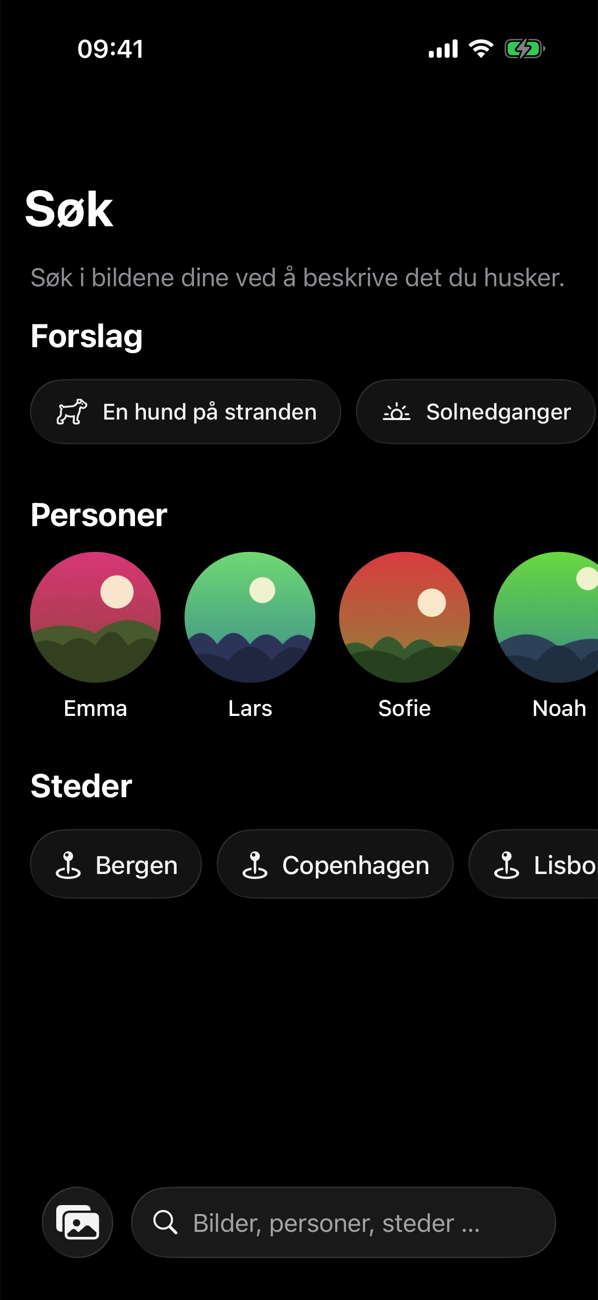 09:41
Søk
Søk i bildene dine ved å beskrive det du husker.
Forslag
En hund på stranden
Solnedganger
Personer
Emma
Lars
Sofie
Noah
Steder
Bergen
Copenhagen
Lisbo
Bilder, personer, steder ...